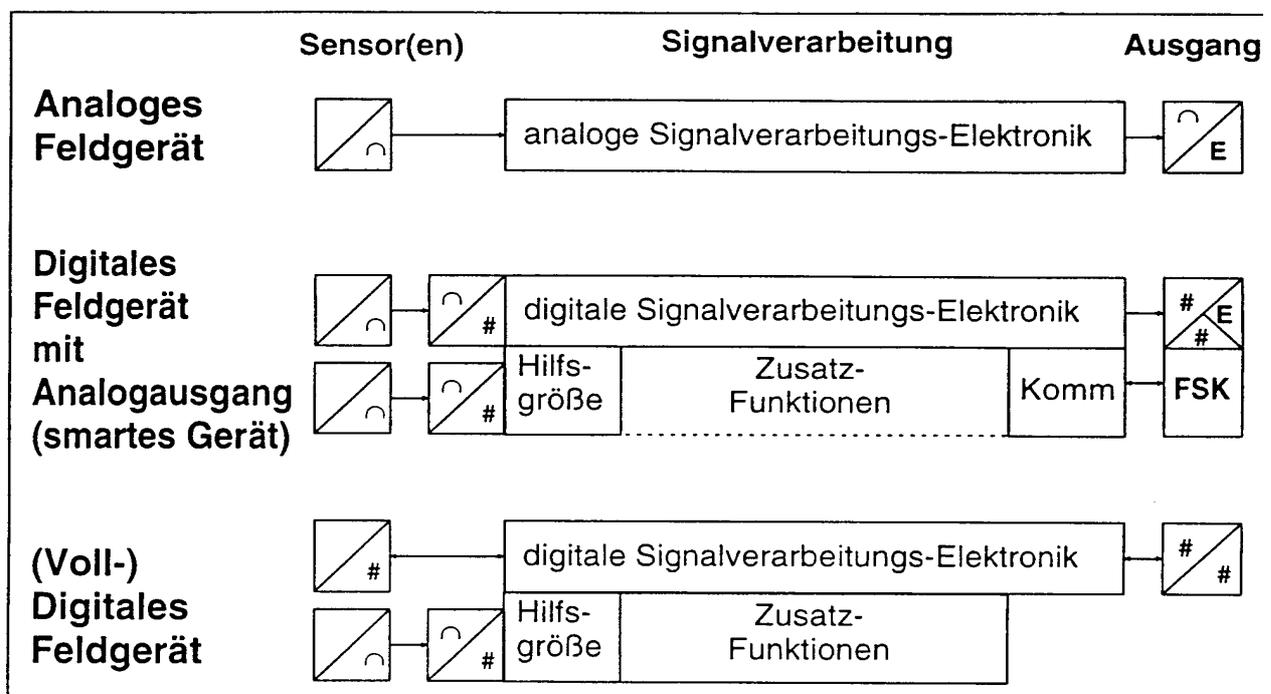 Sensor(en) Signalverarbeitung Ausgang
Analoges
Feldgerät
∩ analoge Signalverarbeitungs-Elektronik ∩ E
Digitales
Feldgerät
mit
Analogausgang
(smartes Gerät)
∩ ∩ # digitale Signalverarbeitungs-Elektronik # E #
∩ ∩ # Hilfs-
größe
Zusatz-
Funktionen
Komm FSK
(Voll-)
Digitales
Feldgerät
# digitale Signalverarbeitungs-Elektronik # #
∩ ∩ # Hilfs-
größe
Zusatz-
Funktionen